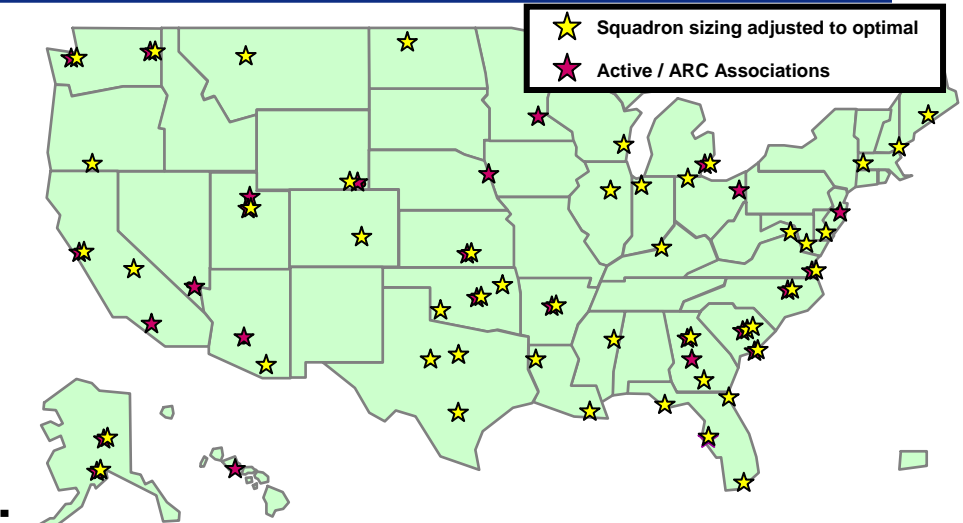 Squadron sizing adjusted to optimal
Active / ARC Associations
.